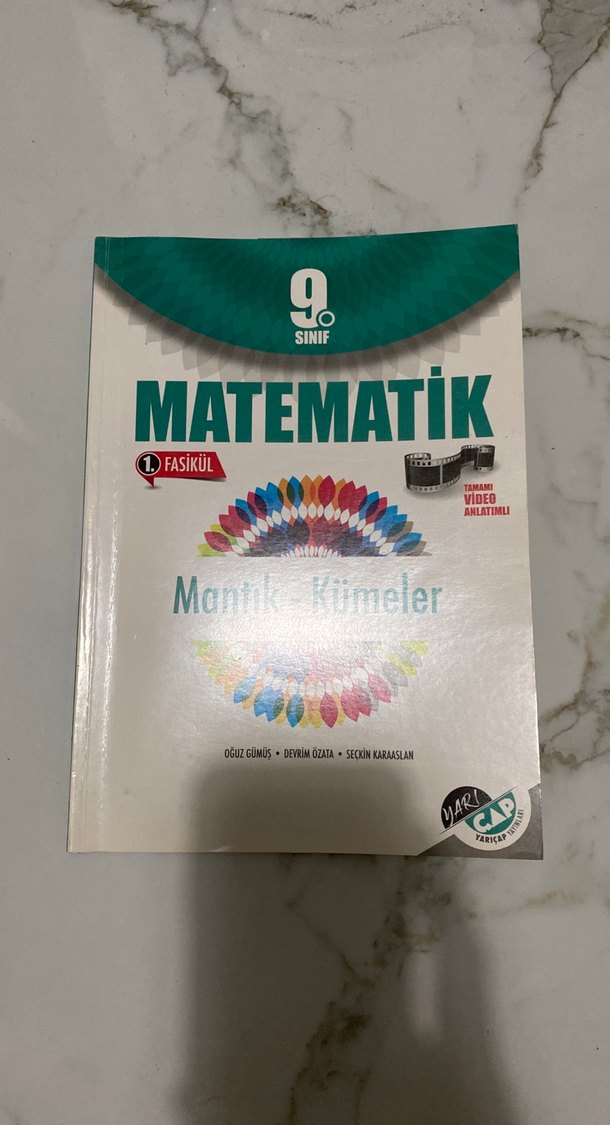 9.
SINIF
MATEMATİK
1. FASİKÜL
TAMAMI
VİDEO
ANLATIMLI
Mantık - Kümeler
OĞUZ GÜMÜŞ • DEVRİM ÖZATA • SEÇKİN KARAASLAN
YARI
ÇAP
YARIÇAP YAYINLARI